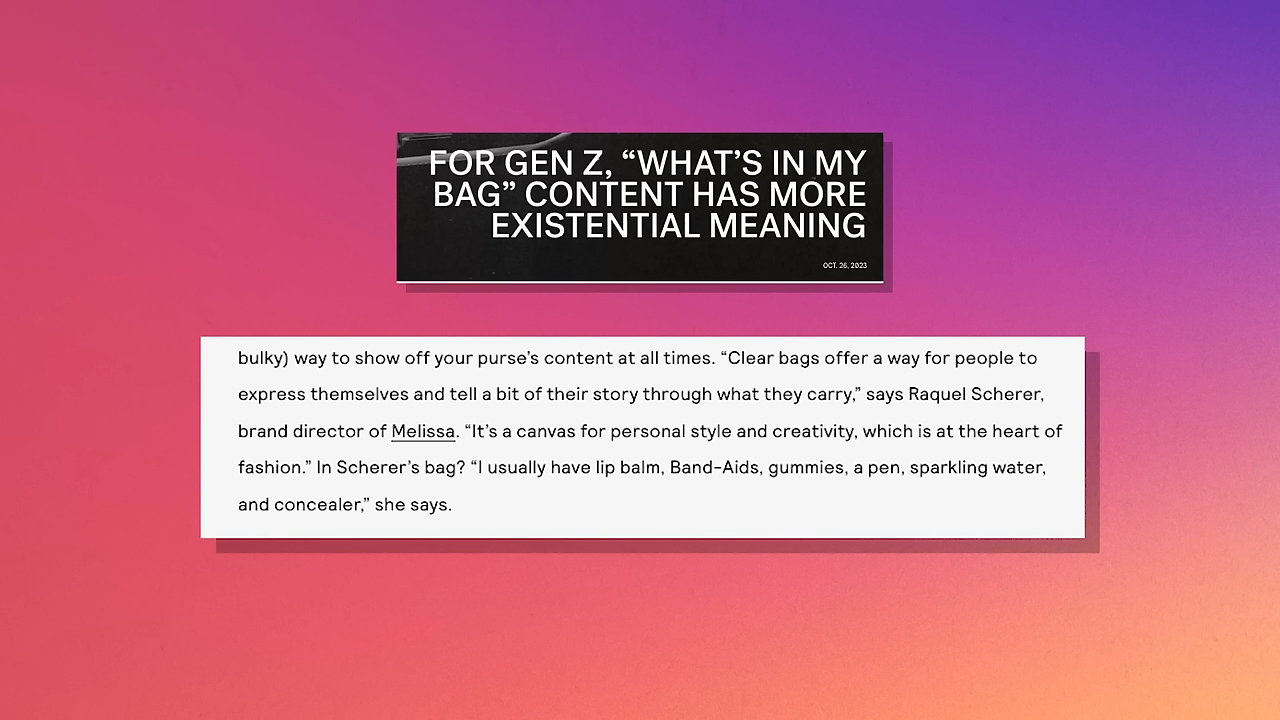 FOR GEN Z, “WHAT’S IN MY
BAG” CONTENT HAS MORE
EXISTENTIAL MEANING
OCT. 26, 2023
bulky) way to show off your purse’s content at all times. “Clear bags offer a way for people to
express themselves and tell a bit of their story through what they carry,” says Raquel Scherer,
brand director of Melissa. “It’s a canvas for personal style and creativity, which is at the heart of
fashion.” In Scherer’s bag? “I usually have lip balm, Band-Aids, gummies, a pen, sparkling water,
and concealer,” she says.